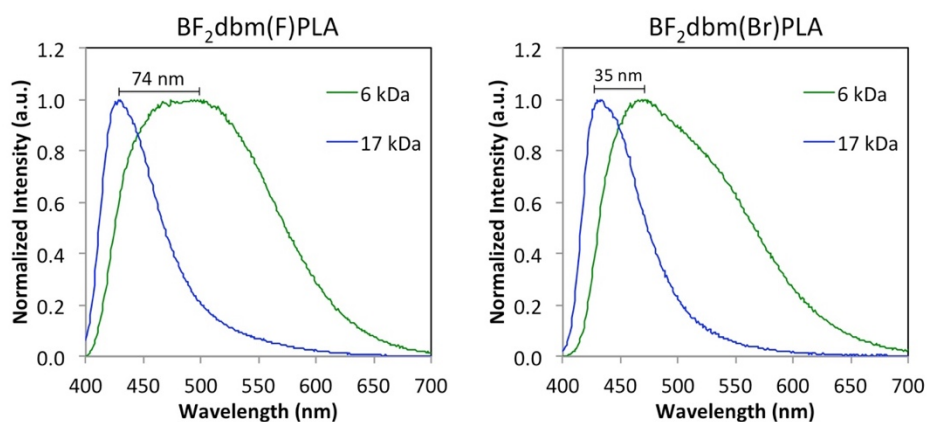 BF₂dbm(F)PLA
1.2
1.0
0.8
0.6
0.4
0.2
0.0
Normalized Intensity (a.u.)
74 nm
6 kDa
17 kDa
400 450 500 550 600 650 700
Wavelength (nm)
BF₂dbm(Br)PLA
1.2
1.0
0.8
0.6
0.4
0.2
0.0
Normalized Intensity (a.u.)
35 nm
6 kDa
17 kDa
400 450 500 550 600 650 700
Wavelength (nm)